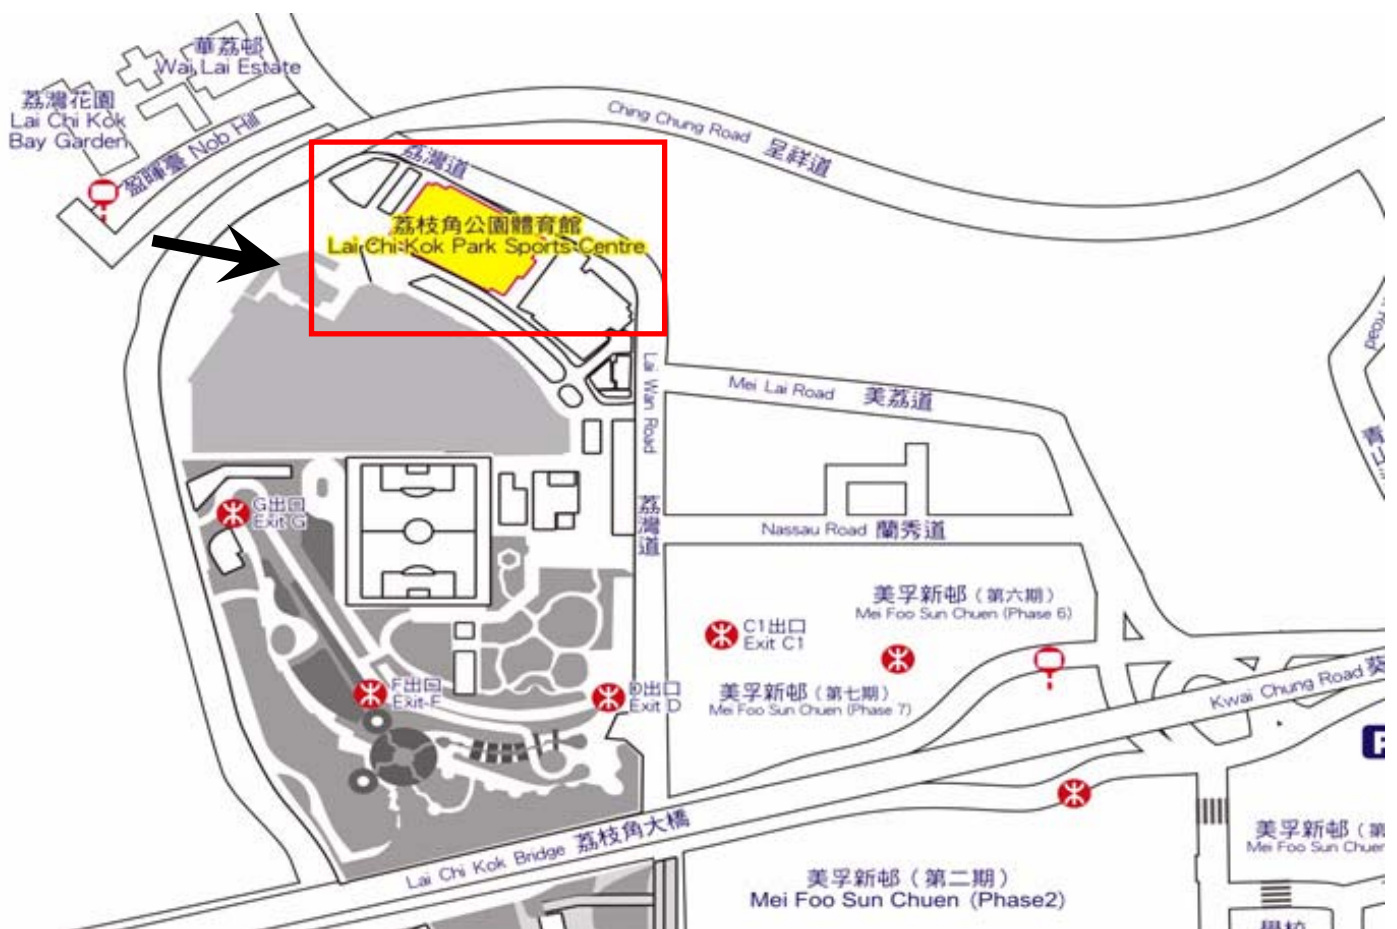 華荔邨
Wai Lai Estate
荔灣花園
Lai Chi Kok
Bay Garden
盈暉臺 Nob Hill
荔灣道
Ching Chung Road 呈祥道
荔枝角公園體育館
Lai Chi Kok Park Sports Centre
Lai Wan Road
荔灣道
Mei Lai Road 美荔道
Road
青山
Nassau Road 蘭秀道
G出口
Exit G
美孚新邨(第六期)
Mei Foo Sun Chuen (Phase 6)
C1出口
Exit C1
F出口
Exit F
D出口
Exit D
美孚新邨(第七期)
Mei Foo Sun Chuen (Phase 7)
Kwai Chung Road 葵
P
Lai Chi Kok Bridge 荔枝角大橋
美孚新邨(第
Mei Foo Sun Chuen
美孚新邨(第二期)
Mei Foo Sun Chuen (Phase2)
學校